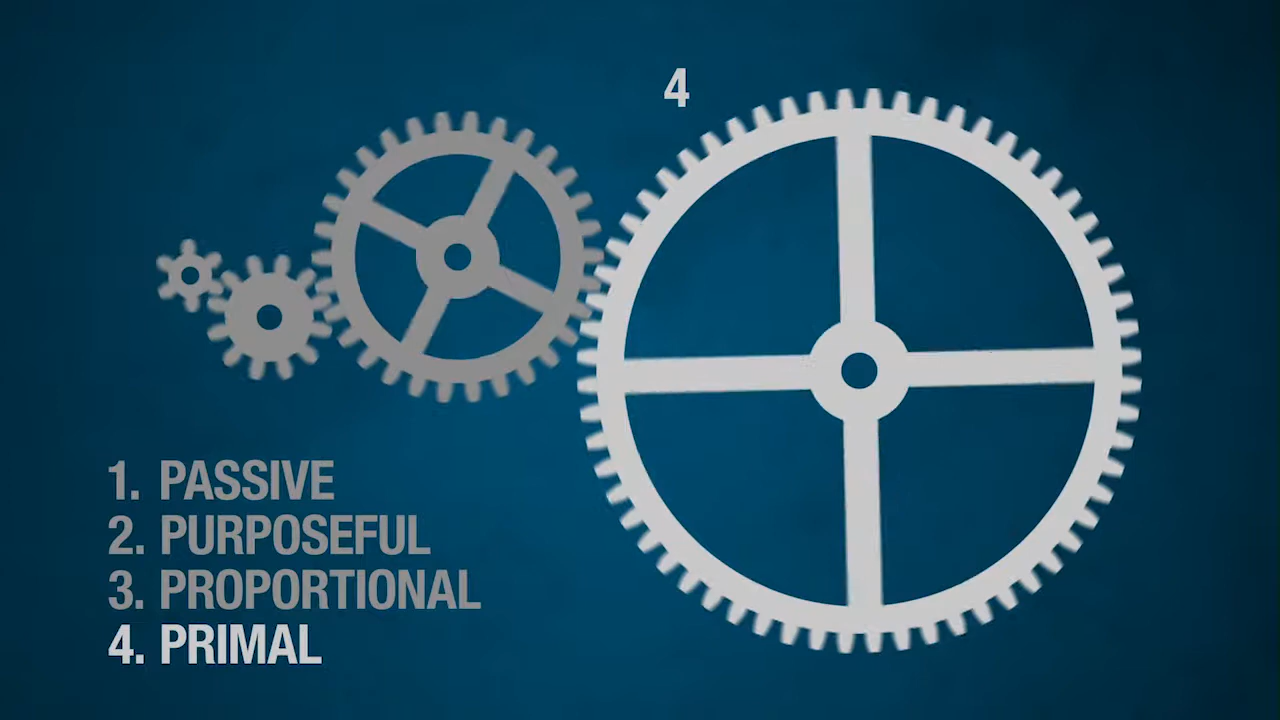 4
1. PASSIVE
2. PURPOSEFUL
3. PROPORTIONAL
4. PRIMAL